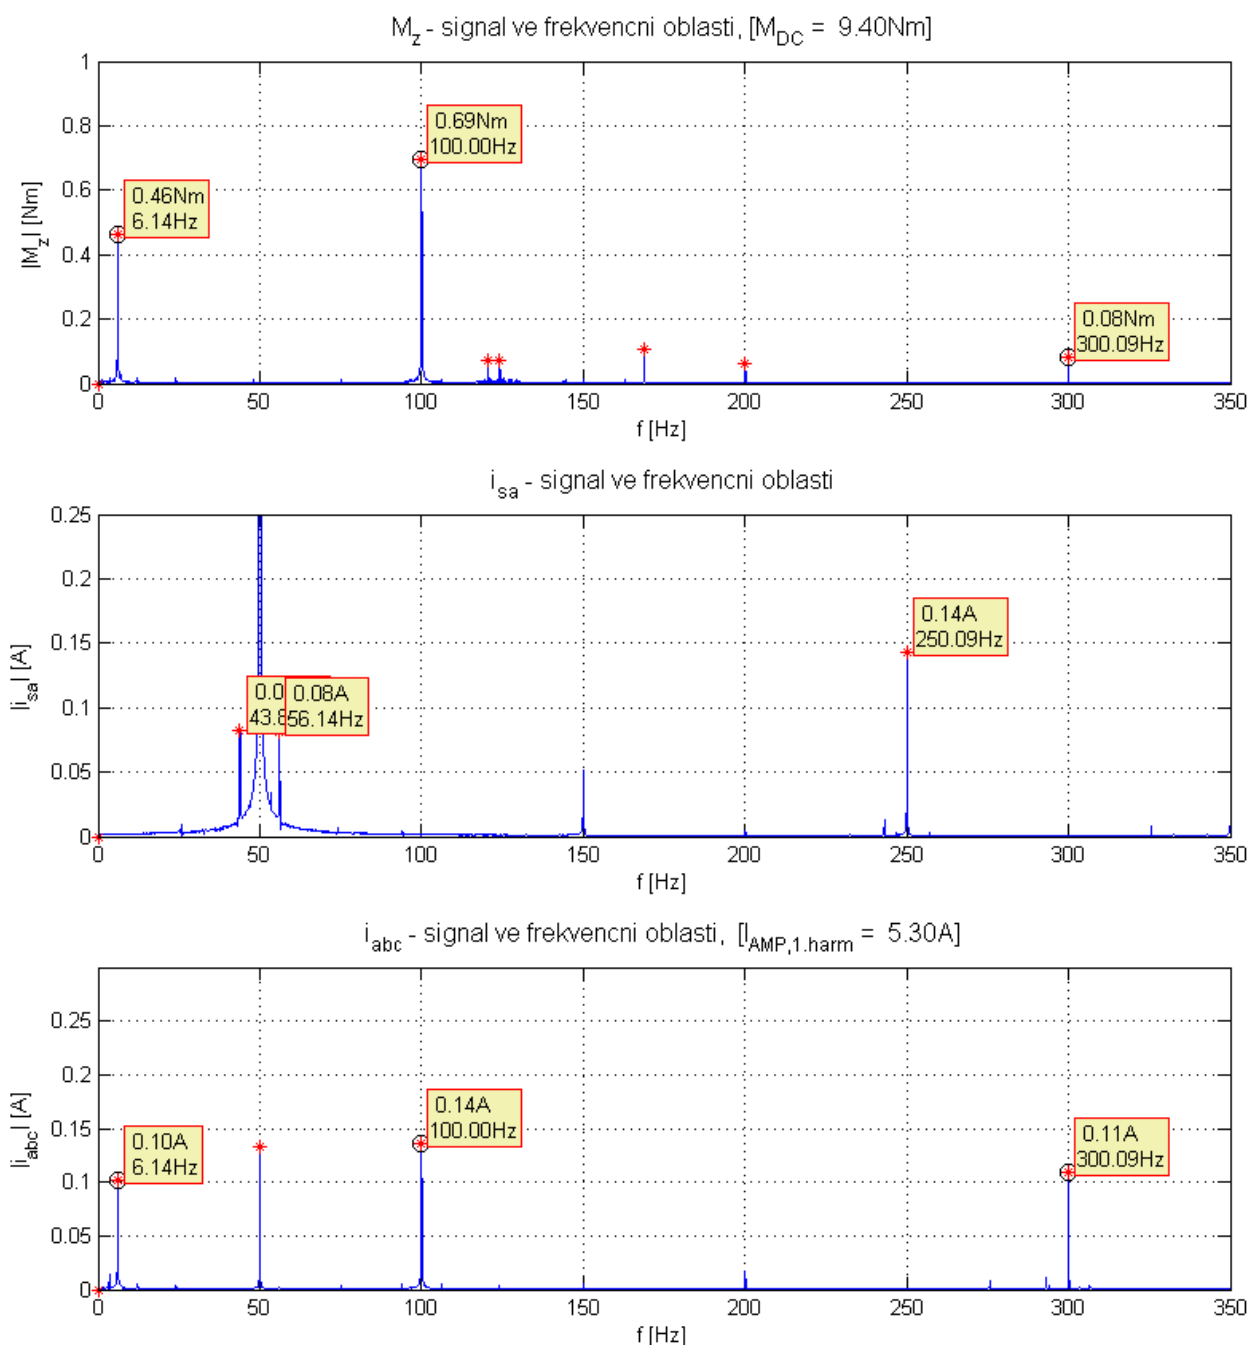 M_z - signal ve frekvencni oblasti, [M_DC = 9.40Nm]
|M_z| [Nm]
1
0.8
0.6
0.4
0.2
0
0.46Nm
6.14Hz
0.69Nm
100.00Hz
0.08Nm
300.09Hz
0 50 100 150 200 250 300 350
f [Hz]
i_sa - signal ve frekvencni oblasti
|i_sa| [A]
0.25
0.2
0.15
0.1
0.05
0
0.08A
56.14Hz
0.14A
250.09Hz
0 50 100 150 200 250 300 350
f [Hz]
i_abc - signal ve frekvencni oblasti, [I_AMP,1.harm = 5.30A]
|i_abc| [A]
0.25
0.2
0.15
0.1
0.05
0
0.10A
6.14Hz
0.14A
100.00Hz
0.11A
300.09Hz
0 50 100 150 200 250 300 350
f [Hz]